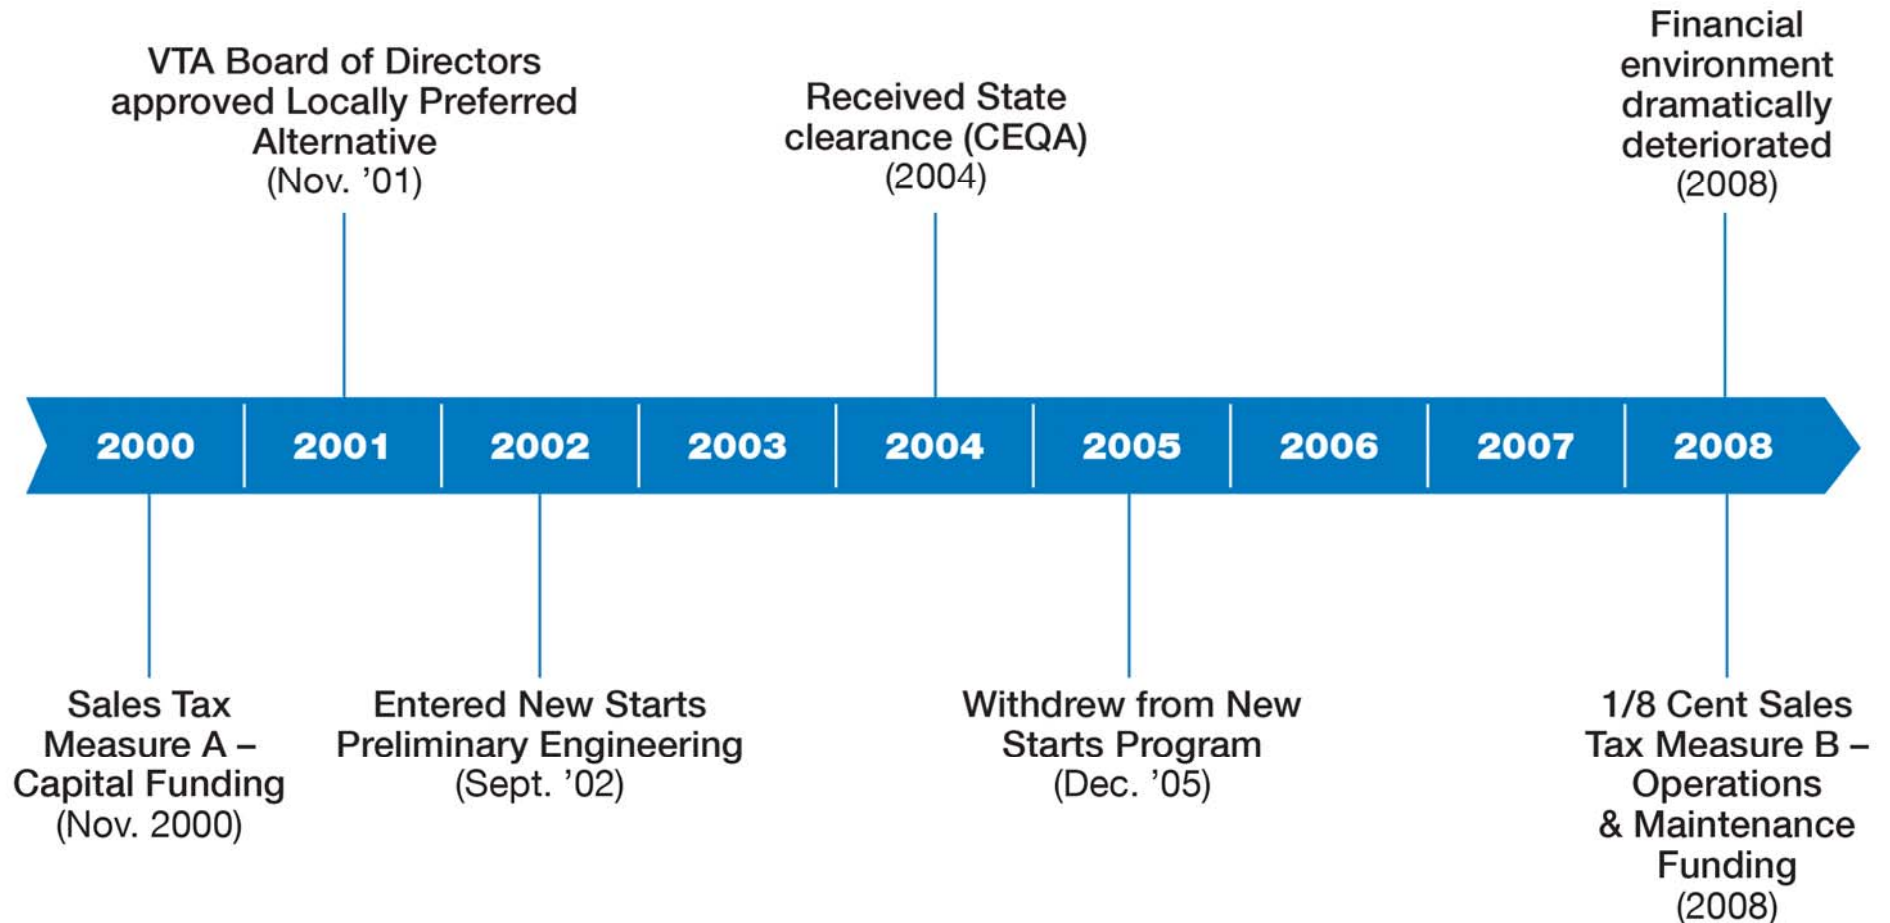 VTA Board of Directors
approved Locally Preferred
Alternative
(Nov. ’01)
Received State
clearance (CEQA)
(2004)
Financial
environment
dramatically
deteriorated
(2008)
2000
2001
2002
2003
2004
2005
2006
2007
2008
Sales Tax
Measure A –
Capital Funding
(Nov. 2000)
Entered New Starts
Preliminary Engineering
(Sept. ’02)
Withdrew from New
Starts Program
(Dec. ’05)
1/8 Cent Sales
Tax Measure B –
Operations
& Maintenance
Funding
(2008)